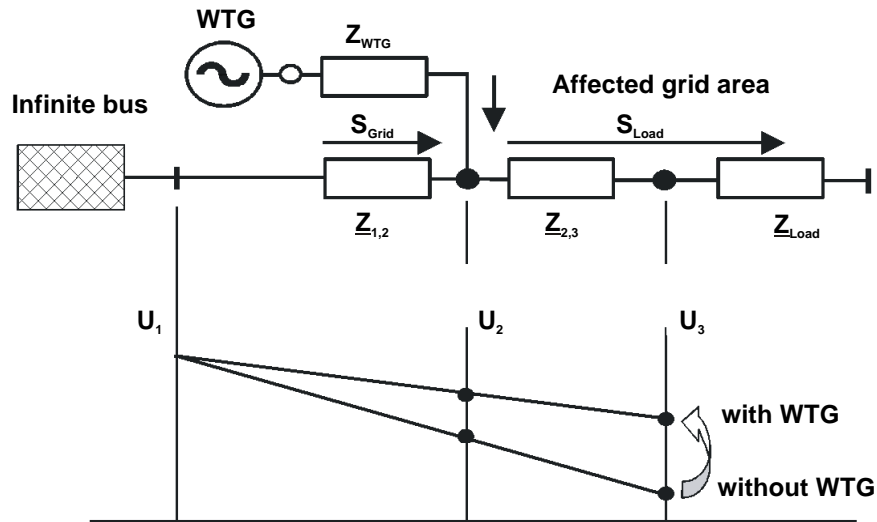 WTG
Z_WTG
Infinite bus
Affected grid area
S_Grid
S_Load
Z_1,2
Z_2,3
Z_Load
U_1
U_2
U_3
with WTG
without WTG